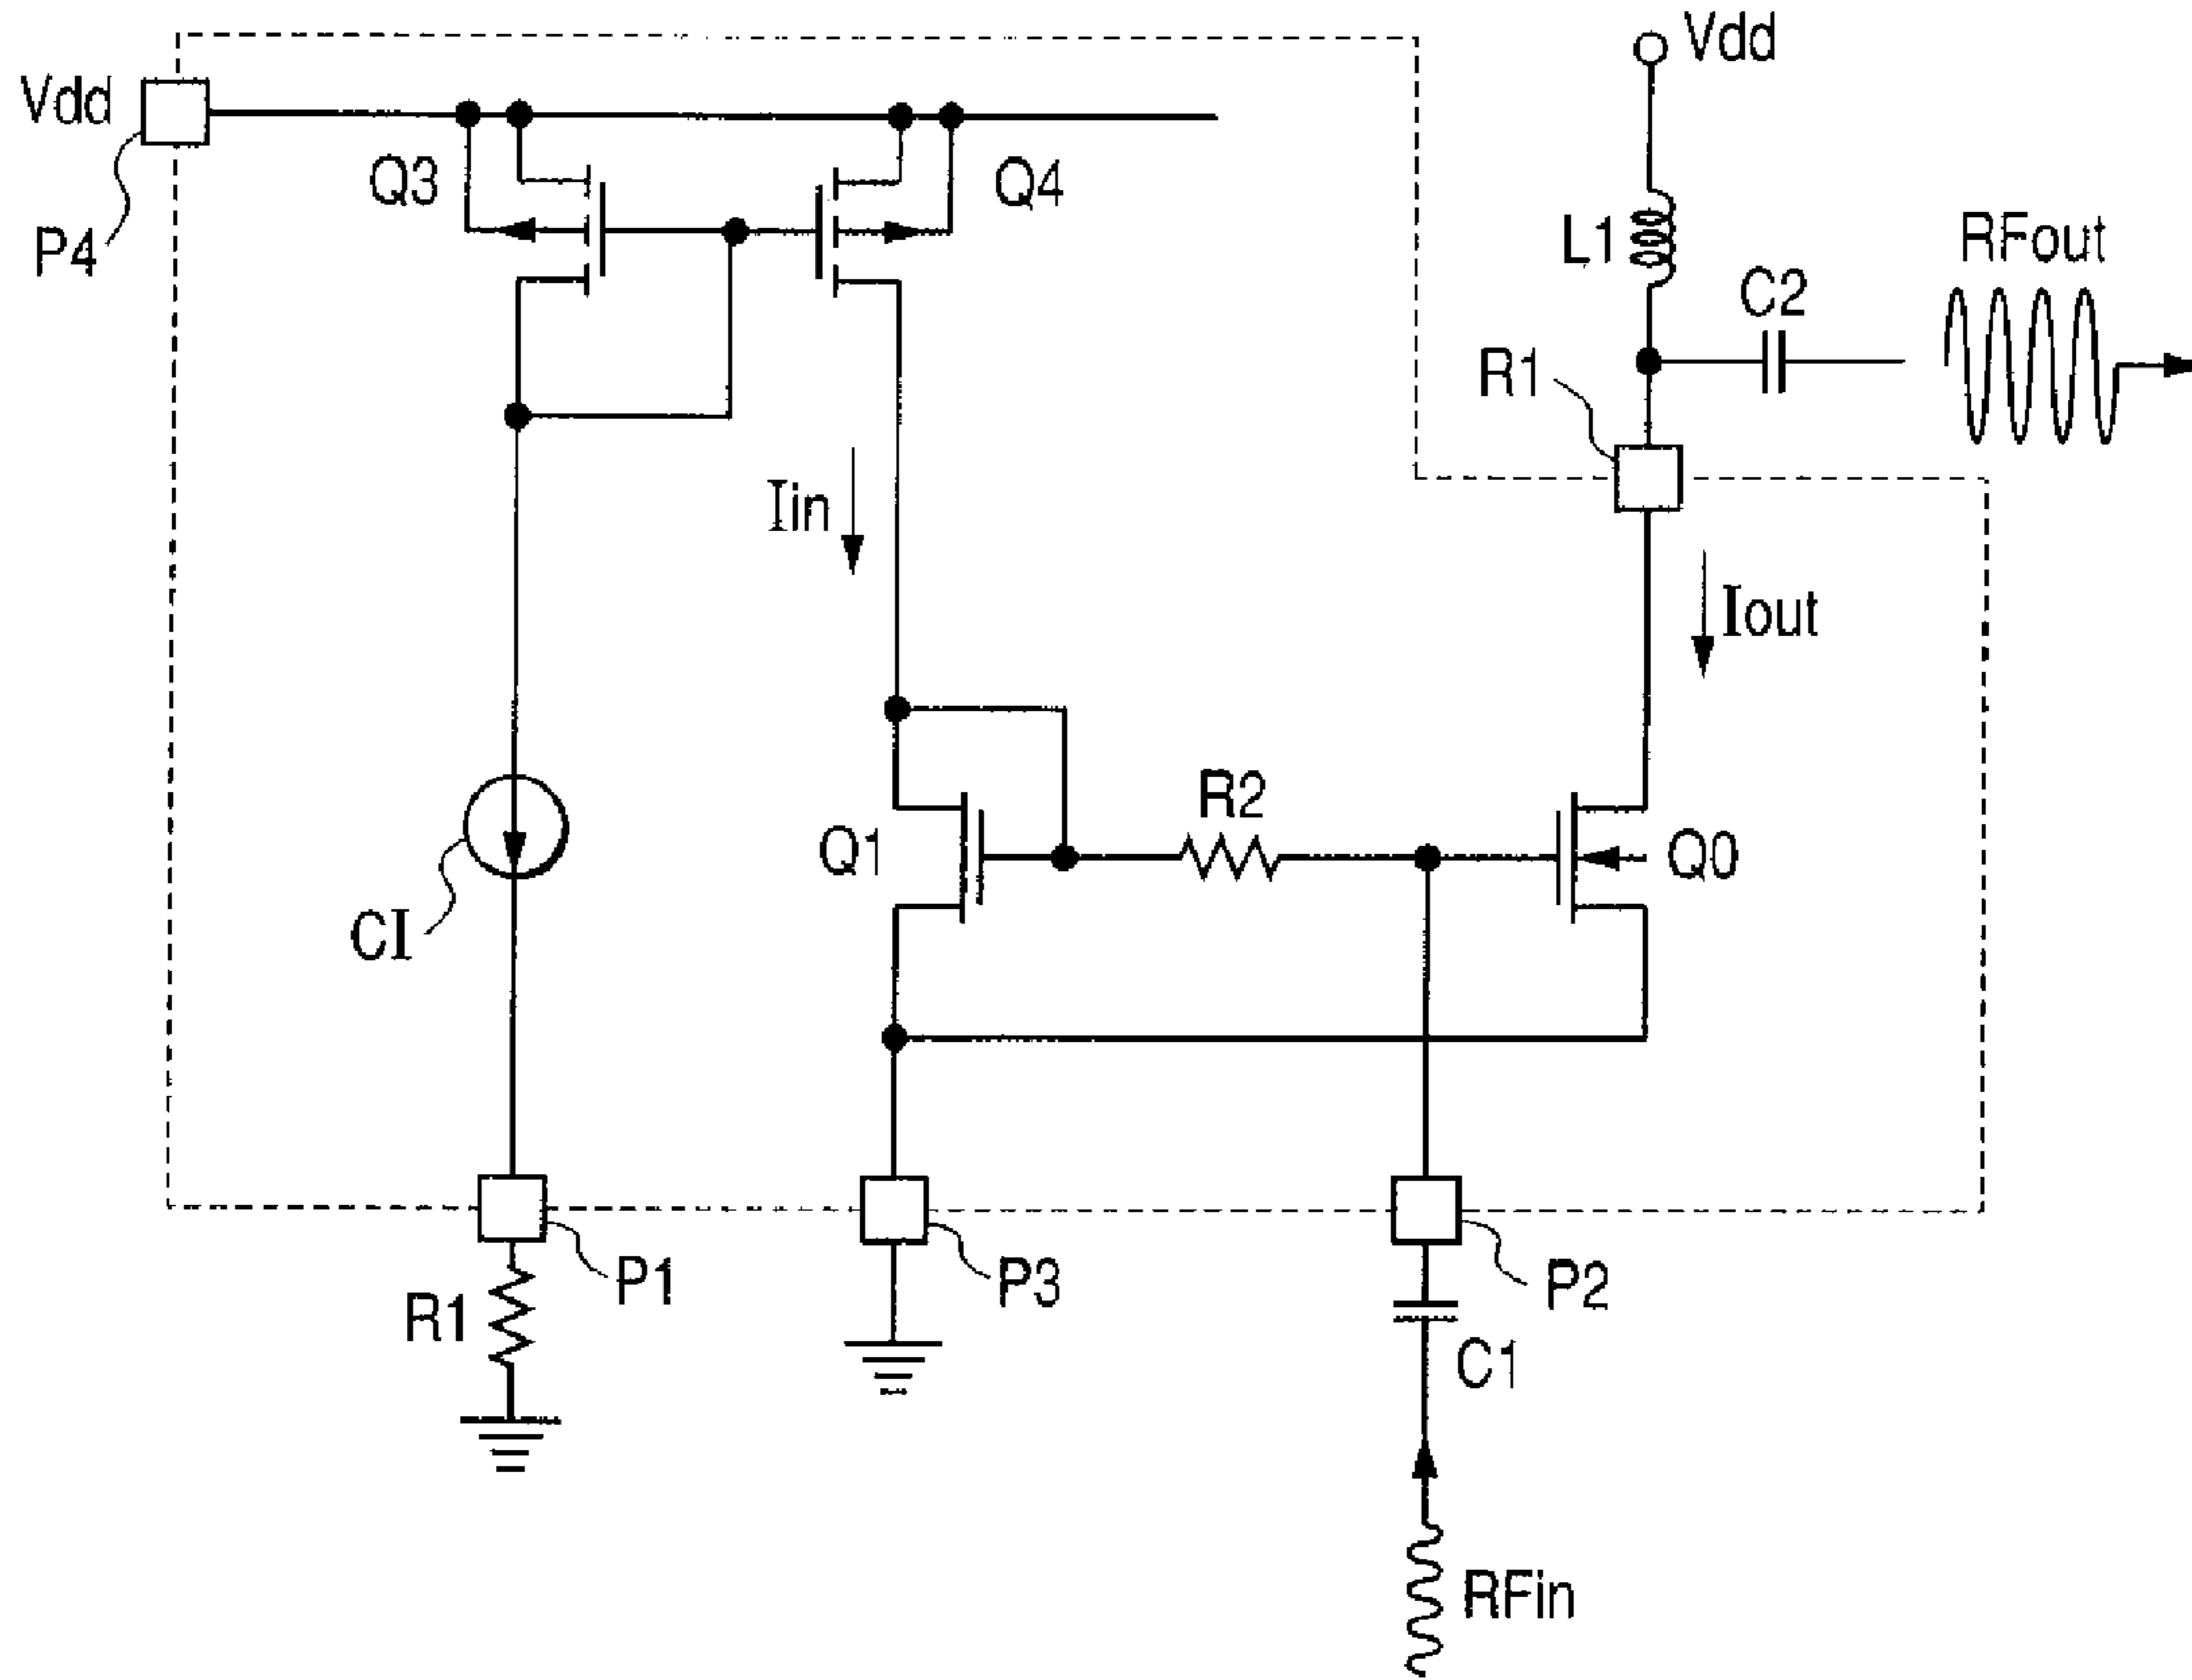 Vdd
Vdd
Q3
Q4
P4
L1
RFout
C2
R1
Iin
Iout
Q1
R2
Q0
CI
P1
P3
P2
R1
C1
RFin